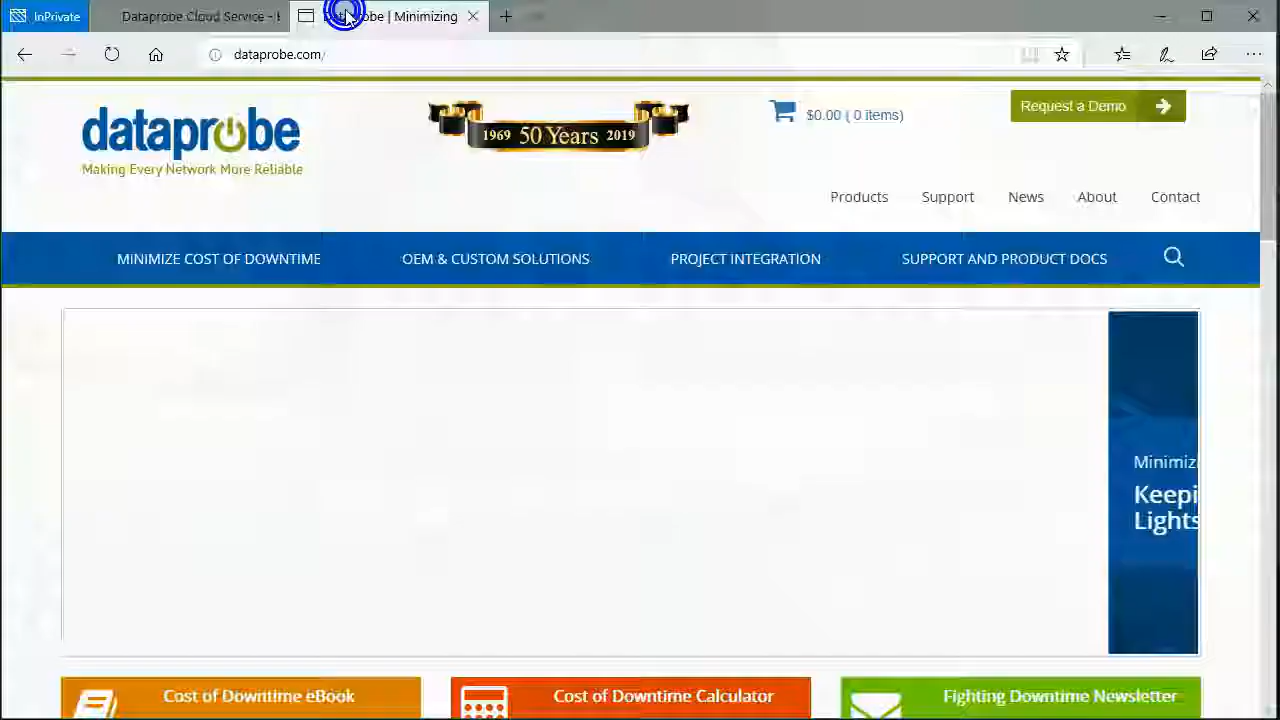 InPrivate
Dataprobe Cloud Service -
| Minimizing
dataprobe.com/
dataprobe
Making Every Network More Reliable
1969 50 Years 2019
$0.00 ( 0 items)
Request a Demo
Products Support News About Contact
MINIMIZE COST OF DOWNTIME OEM & CUSTOM SOLUTIONS PROJECT INTEGRATION SUPPORT AND PRODUCT DOCS
Minimiz
Keepi
Lights
Cost of Downtime eBook Cost of Downtime Calculator Fighting Downtime Newsletter